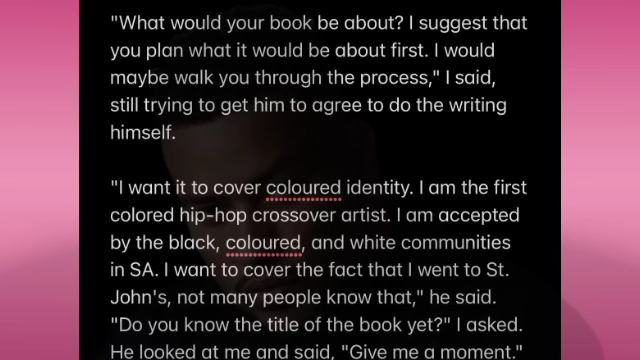 "What would your book be about? I suggest that
you plan what it would be about first. I would
maybe walk you through the process," I said,
still trying to get him to agree to do the writing
himself.
"I want it to cover coloured identity. I am the first
colored hip-hop crossover artist. I am accepted
by the black, coloured, and white communities
in SA. I want to cover the fact that I went to St.
John's, not many people know that," he said.
"Do you know the title of the book yet?" I asked.
He looked at me and said, "Give me a moment."